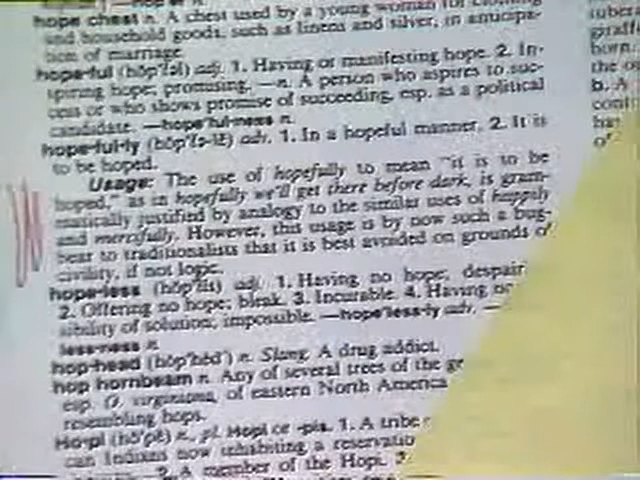 hope chest n. A chest used by a young woman for clothing
and household goods, such as linens and silver, in anticipa-
tion of marriage.
hope·ful (hōp'fəl) adj. 1. Having or manifesting hope. 2. In-
spiring hope; promising. —n. A person who aspires to suc-
cess or who shows promise of succeeding, esp. as a political
candidate. —hope'ful·ness n.
hope·ful·ly (hōp'fə-lē) adv. 1. In a hopeful manner. 2. It is
to be hoped.
Usage: The use of hopefully to mean "it is to be
hoped," as in hopefully we'll get there before dark, is gram-
matically justified by analogy to the similar uses of happily
and mercifully. However, this usage is by now such a bug-
bear to traditionalists that it is best avoided on grounds of
civility, if not logic.
hope·less (hōp'lĭs) adj. 1. Having no hope; despair
2. Offering no hope; bleak. 3. Incurable. 4. Having no
sibility of solution; impossible. —hope'less·ly adv. —
less·ness n.
hop·head (hŏp'hĕd') n. Slang. A drug addict.
hop hornbeam n. Any of several trees of the ge
esp. O. virginiana, of eastern North America
resembling hops.
Ho·pi (hō'pē) n., pl. Hopi or -pis. 1. A tribe
can Indians now inhabiting a reservatio
2. A member of the Hopi. 3.